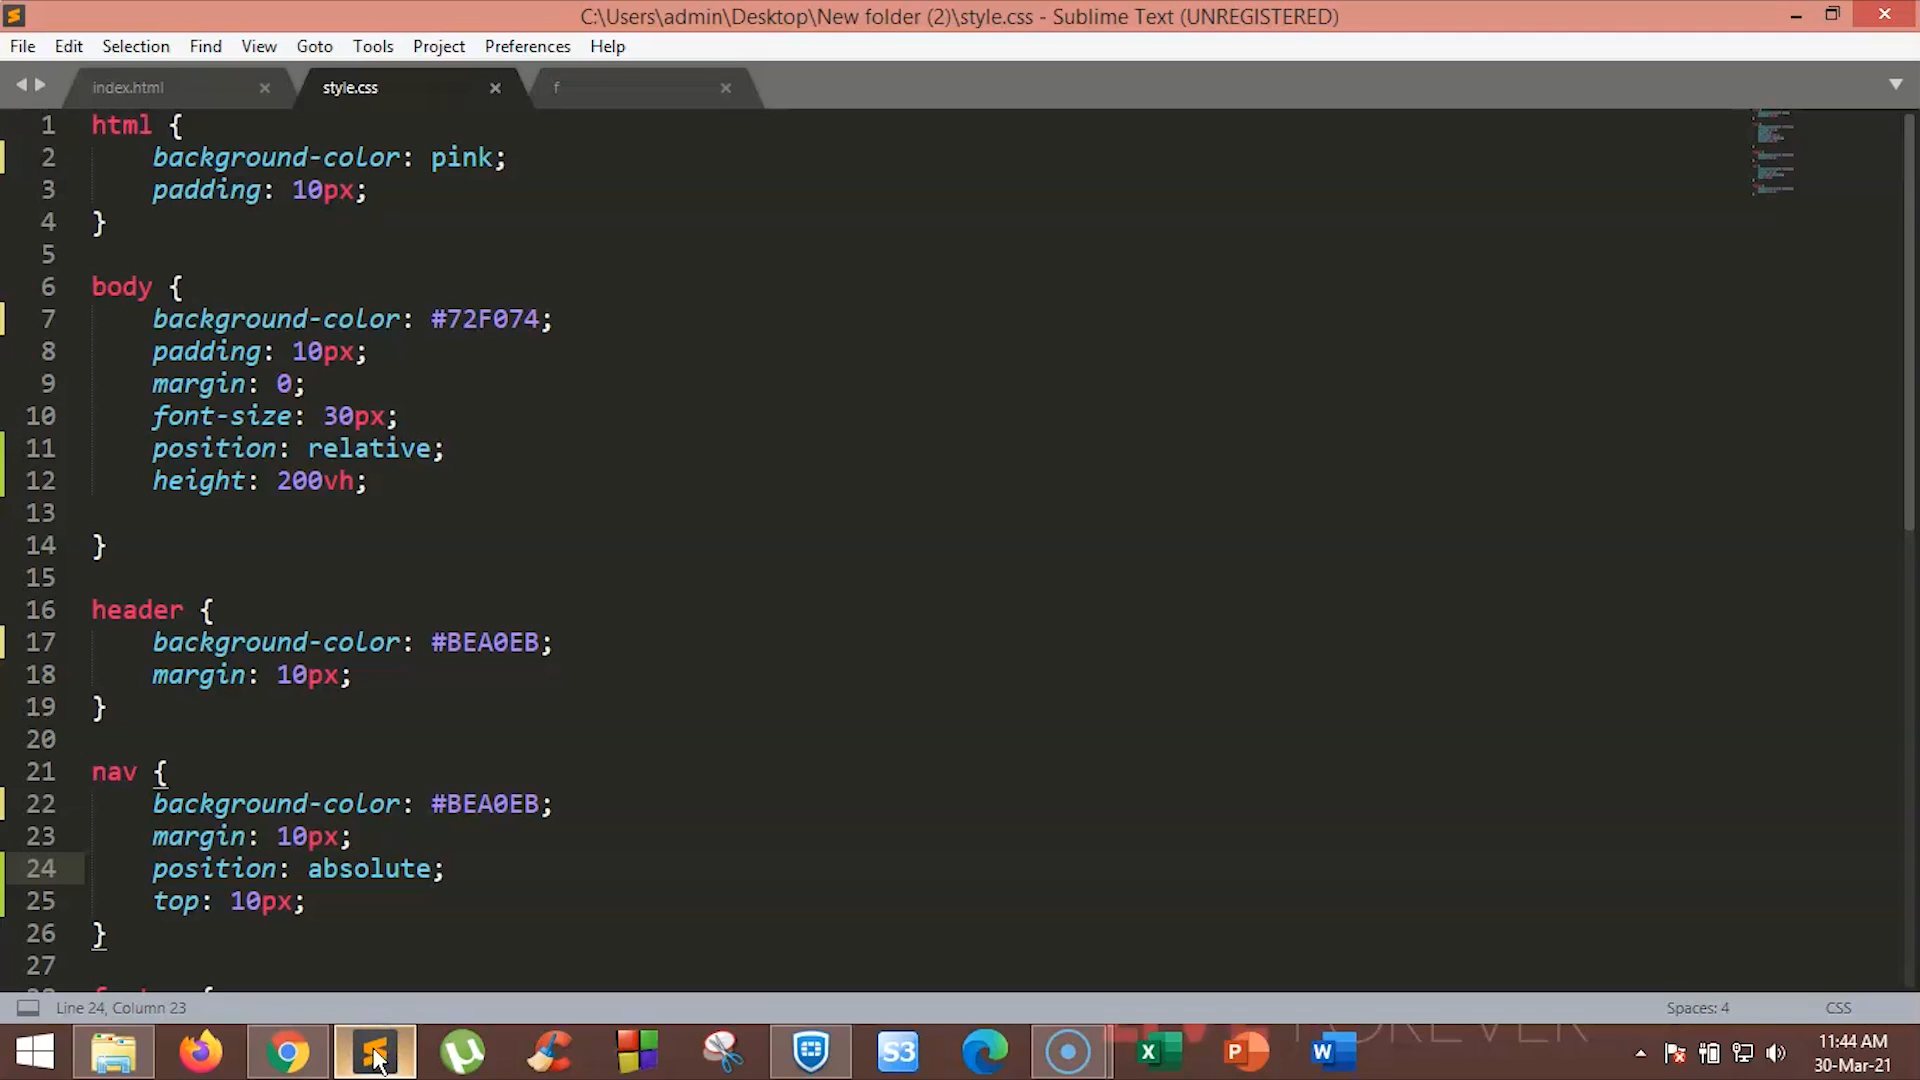 C:\Users\admin\Desktop\New folder (2)\style.css - Sublime Text (UNREGISTERED)
File Edit Selection Find View Goto Tools Project Preferences Help
index.html style.css f
1 html {
2 background-color: pink;
3 padding: 10px;
4 }
5
6 body {
7 background-color: #72F074;
8 padding: 10px;
9 margin: 0;
10 font-size: 30px;
11 position: relative;
12 height: 200vh;
13
14 }
15
16 header {
17 background-color: #BEA0EB;
18 margin: 10px;
19 }
20
21 nav {
22 background-color: #BEA0EB;
23 margin: 10px;
24 position: absolute;
25 top: 10px;
26 }
27
Line 24, Column 23 Spaces: 4 CSS
FOREVER
S3
11:44 AM
30-Mar-21